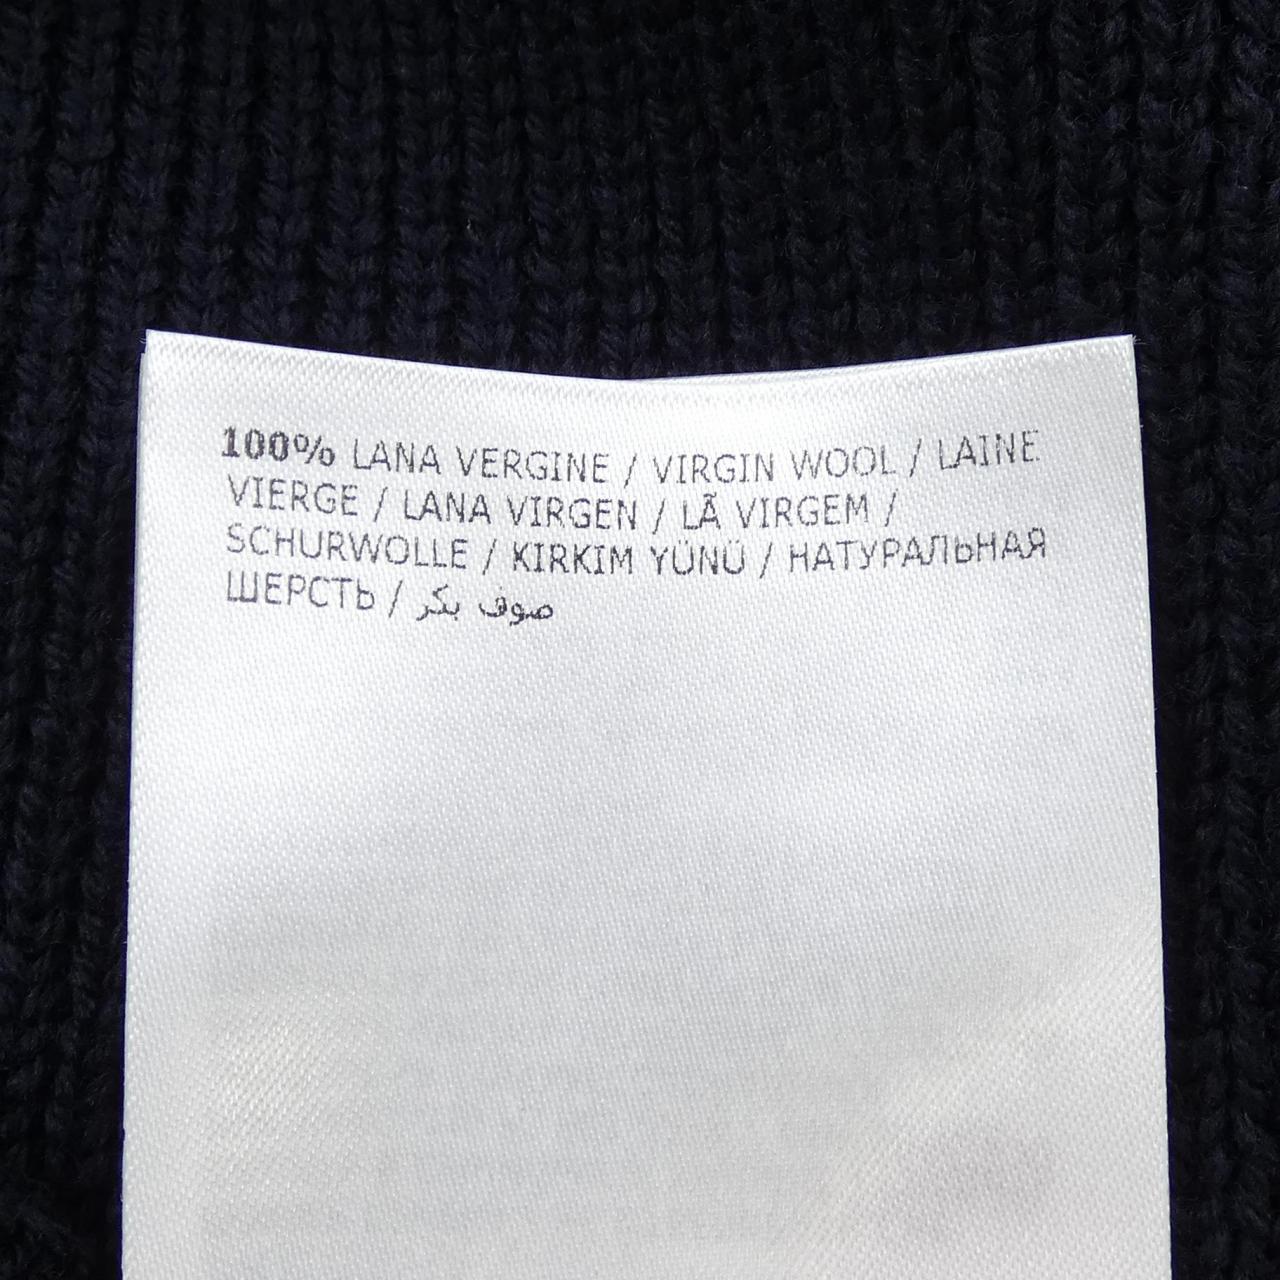 100% LANA VERGINE / VIRGIN WOOL / LAINE
VIERGE / LANA VIRGEN / LÃ VIRGEM /
SCHURWOLLE / KIRKIM YÜNÜ / НАТУРАЛЬНАЯ
ШЕРСТЬ / صوف بكر